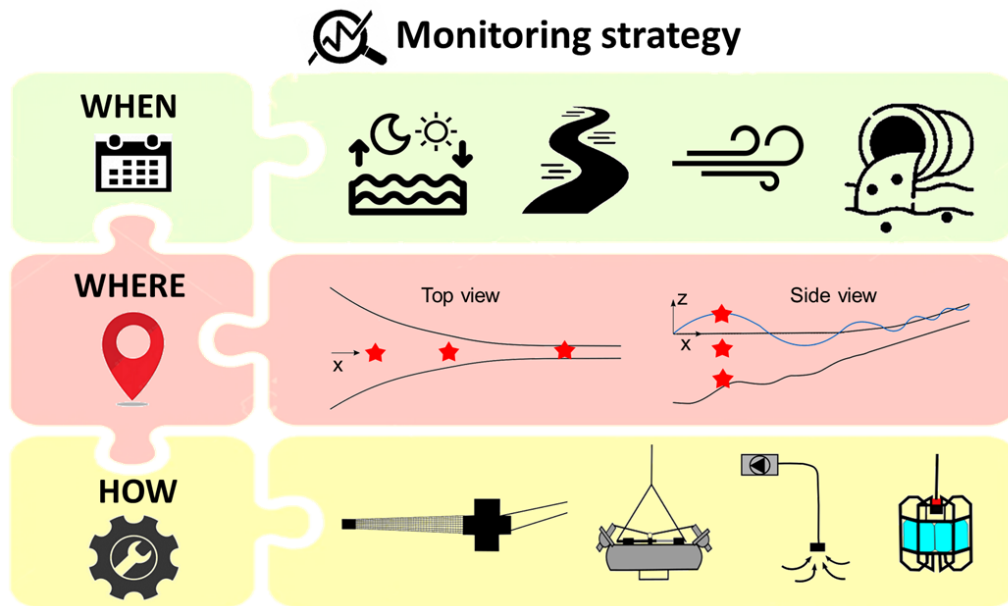 Monitoring strategy
WHEN
WHERE
Top view
x
Side view
z
x
HOW